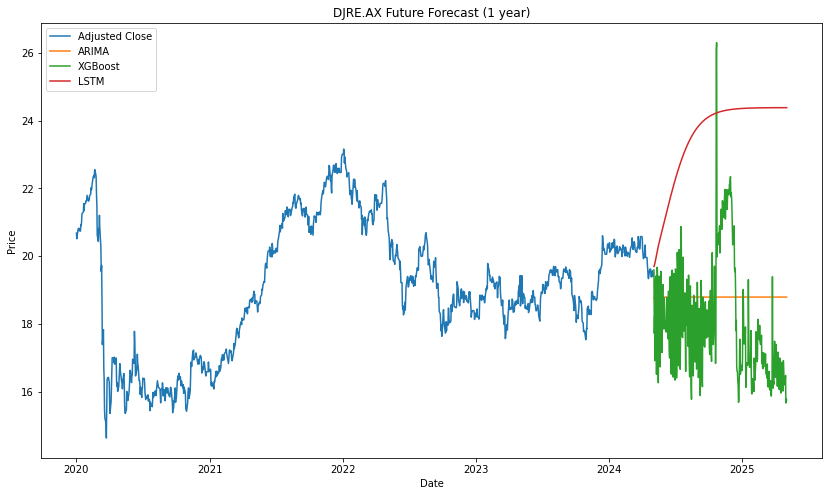 DJRE.AX Future Forecast (1 year)
Adjusted Close
ARIMA
XGBoost
LSTM
Price
26
24
22
20
18
16
2020 2021 2022 2023 2024 2025
Date